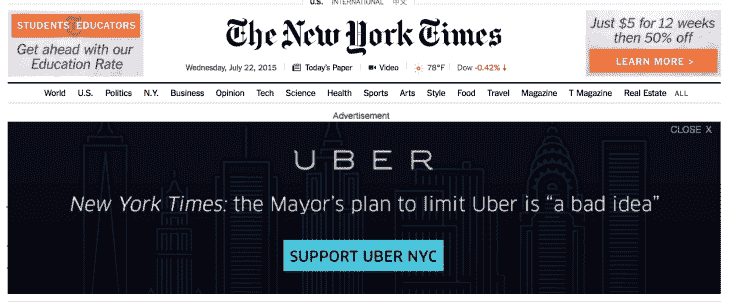 U.S. INTERNATIONAL 中文
STUDENTS EDUCATORS
Get ahead with our
Education Rate
The New York Times
Just $5 for 12 weeks
then 50% off
LEARN MORE >
Wednesday, July 22, 2015 Today's Paper Video 78°F Dow -0.42% ↓
World U.S. Politics N.Y. Business Opinion Tech Science Health Sports Arts Style Food Travel Magazine T Magazine Real Estate ALL
Advertisement
CLOSE X
UBER
New York Times: the Mayor's plan to limit Uber is “a bad idea”
SUPPORT UBER NYC